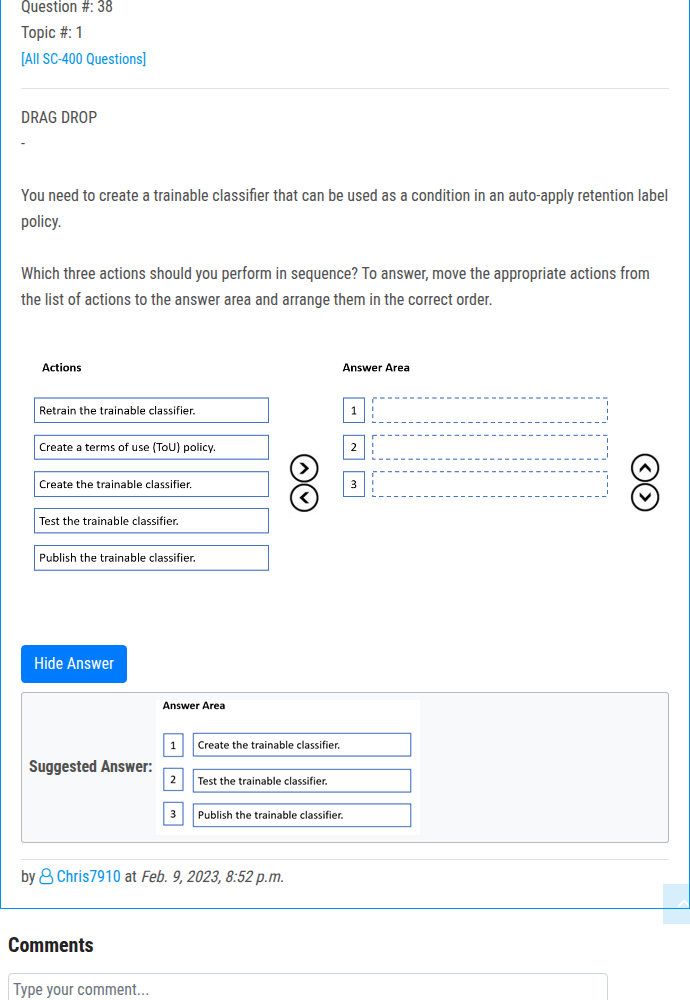 Question #: 38
Topic #: 1
[All SC-400 Questions]
DRAG DROP
-
You need to create a trainable classifier that can be used as a condition in an auto-apply retention label
policy.
Which three actions should you perform in sequence? To answer, move the appropriate actions from
the list of actions to the answer area and arrange them in the correct order.
Actions
Retrain the trainable classifier.
Create a terms of use (ToU) policy.
Create the trainable classifier.
Test the trainable classifier.
Publish the trainable classifier.
Answer Area
1
2
3
Hide Answer
Suggested Answer:
Answer Area
1 Create the trainable classifier.
2 Test the trainable classifier.
3 Publish the trainable classifier.
by Chris7910 at Feb. 9, 2023, 8:52 p.m.
Comments
Type your comment...